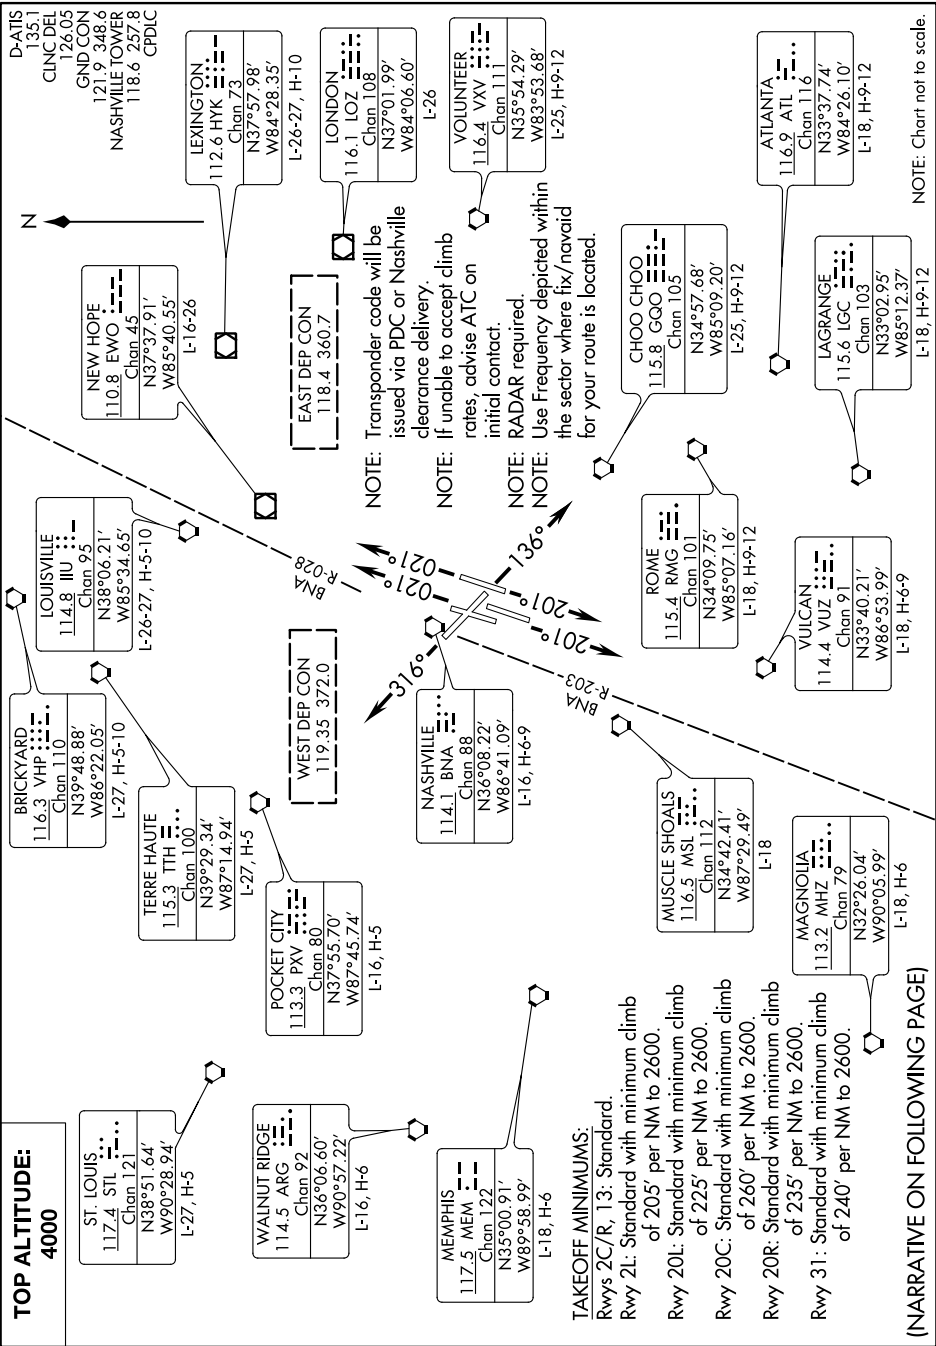 TOP ALTITUDE:
4000
D-ATIS
135.1
CLNC DEL
126.05
GND CON
121.9 348.6
NASHVILLE TOWER
118.6 257.8
CPDLC
N
ST. LOUIS
117.4 STL
Chan 121
N38°51.64'
W90°28.94'
L-27, H-5
BRICKYARD
116.3 VHP
Chan 110
N39°48.88'
W86°22.05'
L-27, H-5-10
TERRE HAUTE
115.3 TTH
Chan 100
N39°29.34'
W87°14.94'
L-27, H-5
LOUISVILLE
114.8 IIU
Chan 95
N38°06.21'
W85°34.65'
L-26-27, H-5-10
NEW HOPE
110.8 EWO
Chan 45
N37°37.91'
W85°40.55'
L-16-26
LEXINGTON
112.6 HYK
Chan 73
N37°57.98'
W84°28.35'
L-26-27, H-10
LONDON
116.1 LOZ
Chan 108
N37°01.99'
W84°06.60'
L-26
VOLUNTEER
116.4 VXV
Chan 111
N35°54.29'
W83°53.68'
L-25, H-9-12
POCKET CITY
113.3 PXV
Chan 80
N37°55.70'
W87°45.74'
L-16, H-5
WALNUT RIDGE
114.5 ARG
Chan 92
N36°06.60'
W90°57.22'
L-16, H-6
WEST DEP CON
119.35 372.0
EAST DEP CON
118.4 360.7
BNA
R-028
NOTE: Transponder code will be
issued via PDC or Nashville
clearance delivery.
NOTE: If unable to accept climb
rates, advise ATC on
initial contact.
NOTE: RADAR required.
NOTE: Use Frequency depicted within
the sector where fix/navaid
for your route is located.
021°
021°
316°
136°
201°
201°
NASHVILLE
114.1 BNA
Chan 88
N36°08.22'
W86°41.09'
L-16, H-6-9
BNA
R-203
MEMPHIS
117.5 MEM
Chan 122
N35°00.91'
W89°58.99'
L-18, H-6
CHOO CHOO
115.8 GQO
Chan 105
N34°57.68'
W85°09.20'
L-25, H-9-12
ROME
115.4 RMG
Chan 101
N34°09.75'
W85°07.16'
L-18, H-9-12
MUSCLE SHOALS
116.5 MSL
Chan 112
N34°42.41'
W87°29.49'
L-18
ATLANTA
116.9 ATL
Chan 116
N33°37.74'
W84°26.10'
L-18, H-9-12
VULCAN
114.4 VUZ
Chan 91
N33°40.21'
W86°53.99'
L-18, H-6-9
LAGRANGE
115.6 LGC
Chan 103
N33°02.95'
W85°12.37'
L-18, H-9-12
MAGNOLIA
113.2 MHZ
Chan 79
N32°26.04'
W90°05.99'
L-18, H-6
TAKEOFF MINIMUMS:
Rwys 2C/R, 13: Standard.
Rwy 2L: Standard with minimum climb
of 205' per NM to 2600.
Rwy 20L: Standard with minimum climb
of 225' per NM to 2600.
Rwy 20C: Standard with minimum climb
of 260' per NM to 2600.
Rwy 20R: Standard with minimum climb
of 235' per NM to 2600.
Rwy 31: Standard with minimum climb
of 240' per NM to 2600.
(NARRATIVE ON FOLLOWING PAGE)
NOTE: Chart not to scale.